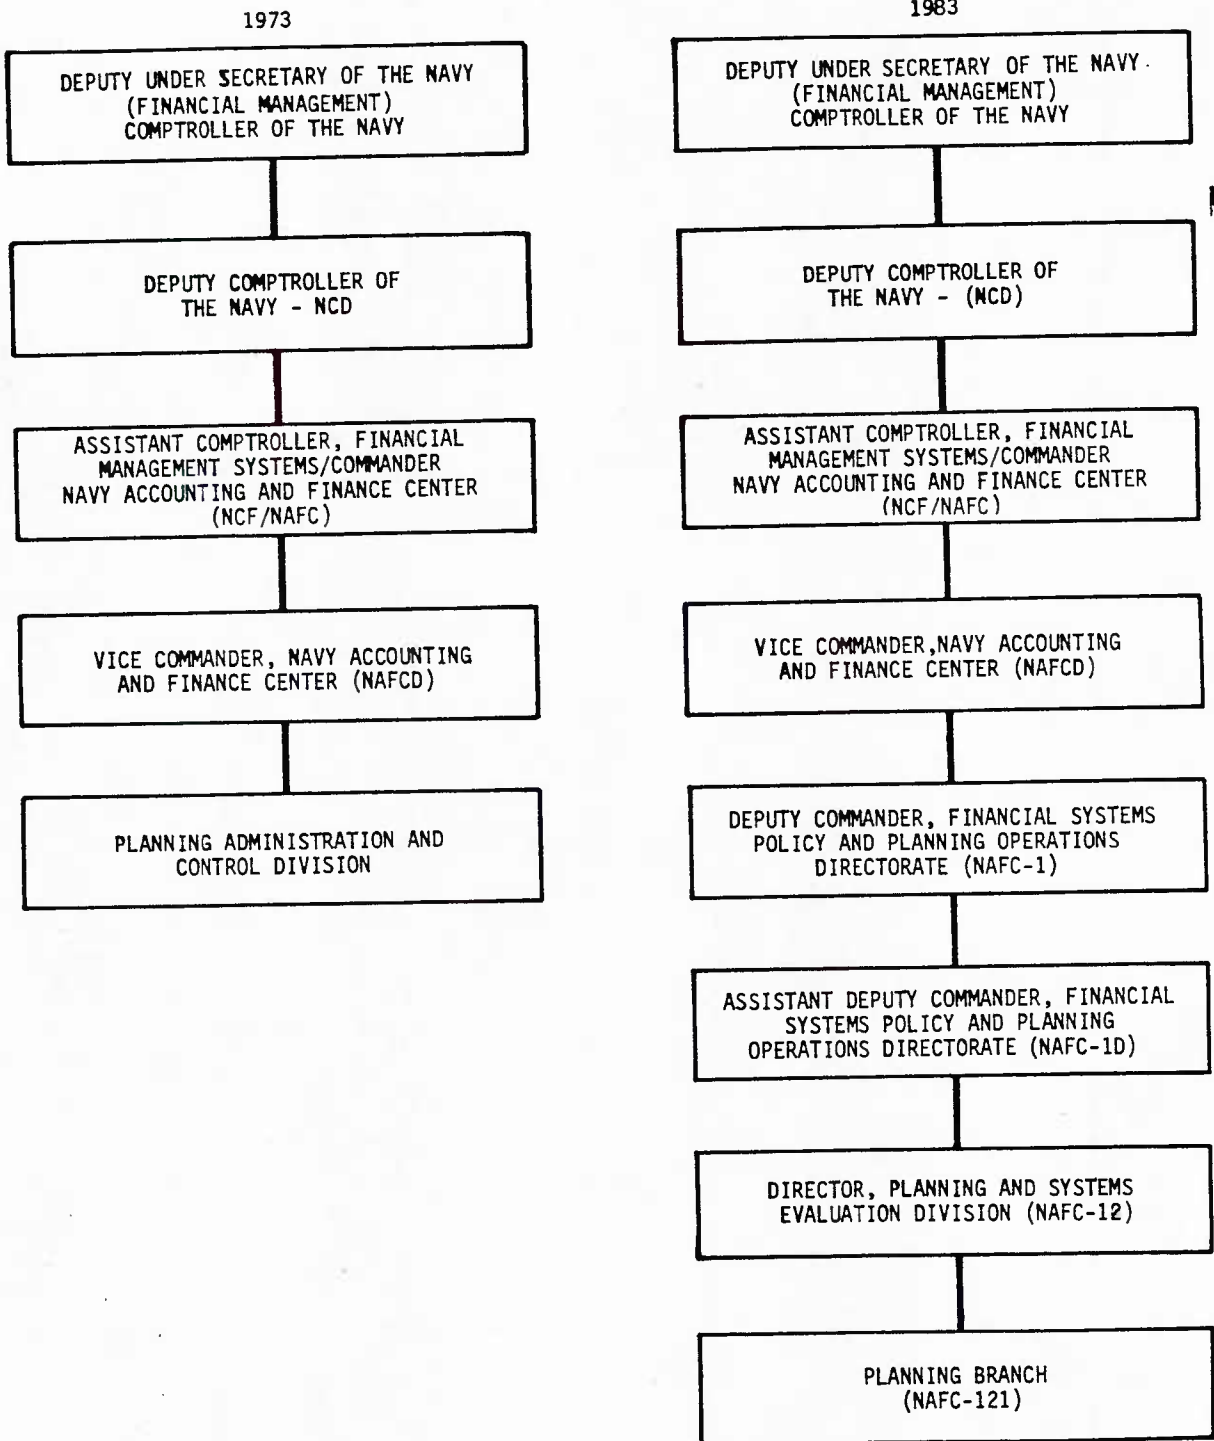 1973
DEPUTY UNDER SECRETARY OF THE NAVY
(FINANCIAL MANAGEMENT)
COMPTROLLER OF THE NAVY
DEPUTY COMPTROLLER OF
THE NAVY - NCD
ASSISTANT COMPTROLLER, FINANCIAL
MANAGEMENT SYSTEMS/COMMANDER
NAVY ACCOUNTING AND FINANCE CENTER
(NCF/NAFC)
VICE COMMANDER, NAVY ACCOUNTING
AND FINANCE CENTER (NAFCD)
PLANNING ADMINISTRATION AND
CONTROL DIVISION
1983
DEPUTY UNDER SECRETARY OF THE NAVY
(FINANCIAL MANAGEMENT)
COMPTROLLER OF THE NAVY
DEPUTY COMPTROLLER OF
THE NAVY - (NCD)
ASSISTANT COMPTROLLER, FINANCIAL
MANAGEMENT SYSTEMS/COMMANDER
NAVY ACCOUNTING AND FINANCE CENTER
(NCF/NAFC)
VICE COMMANDER,NAVY ACCOUNTING
AND FINANCE CENTER (NAFCD)
DEPUTY COMMANDER, FINANCIAL SYSTEMS
POLICY AND PLANNING OPERATIONS
DIRECTORATE (NAFC-1)
ASSISTANT DEPUTY COMMANDER, FINANCIAL
SYSTEMS POLICY AND PLANNING
OPERATIONS DIRECTORATE (NAFC-1D)
DIRECTOR, PLANNING AND SYSTEMS
EVALUATION DIVISION (NAFC-12)
PLANNING BRANCH
(NAFC-121)